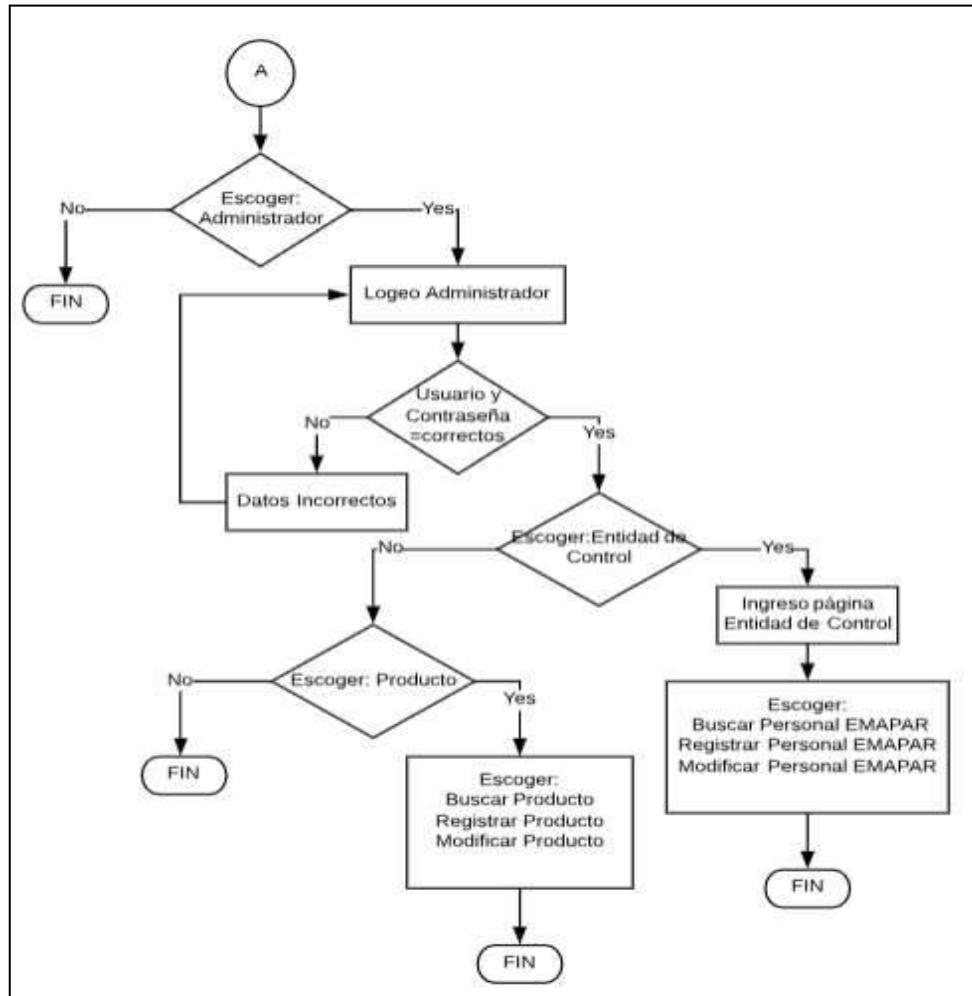 A
Escoger:
Administrador
No
Yes
FIN
Logeo Administrador
Usuario y
Contraseña
=correctos
No
Yes
Datos Incorrectos
Escoger:Entidad de
Control
No
Yes
Ingreso página
Entidad de Control
Escoger: Producto
No
Yes
Escoger:
Buscar Personal EMAPAR
Registrar Personal EMAPAR
Modificar Personal EMAPAR
FIN
Escoger:
Buscar Producto
Registrar Producto
Modificar Producto
FIN
FIN